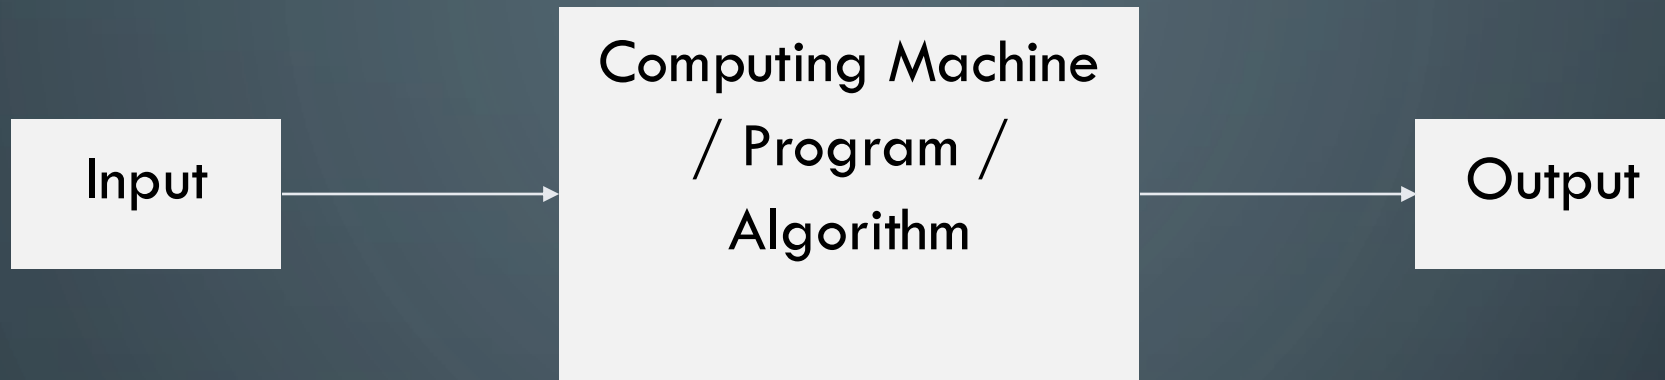 Input
Computing Machine
/ Program /
Algorithm
Output